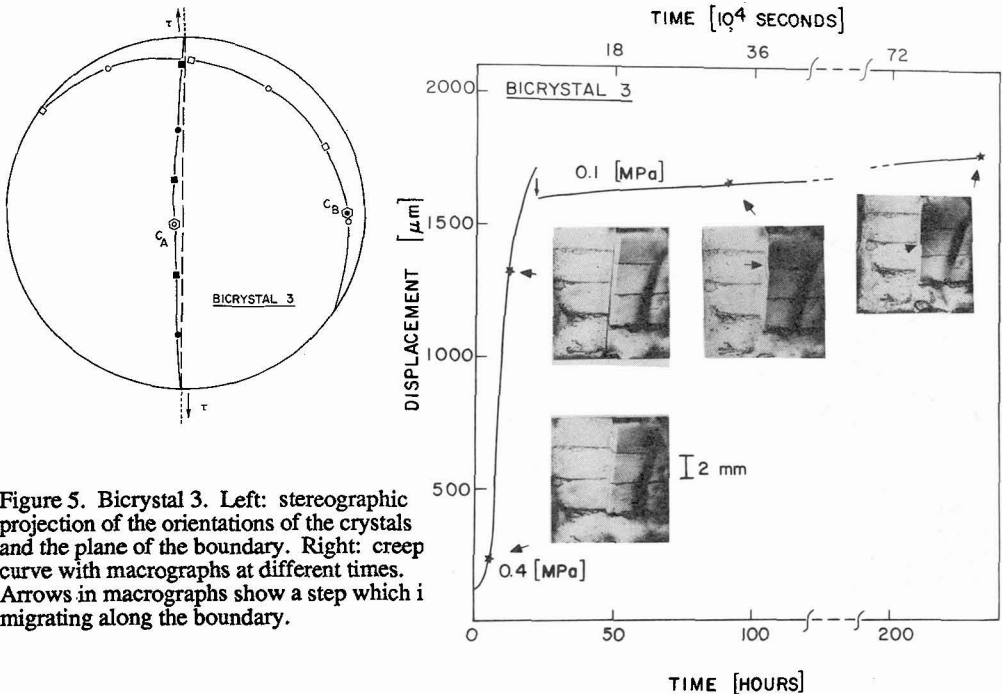 τ
C_B
C_A
BICRYSTAL 3
τ
Figure 5. Bicrystal 3. Left: stereographic
projection of the orientations of the crystals
and the plane of the boundary. Right: creep
curve with macrographs at different times.
Arrows in macrographs show a step which i
migrating along the boundary.
TIME [10⁴ SECONDS]
18 36 72
2000
BICRYSTAL 3
0.1 [MPa]
1500
DISPLACEMENT [μm]
1000
2 mm
500
0.4 [MPa]
0 50 100 200
TIME [HOURS]